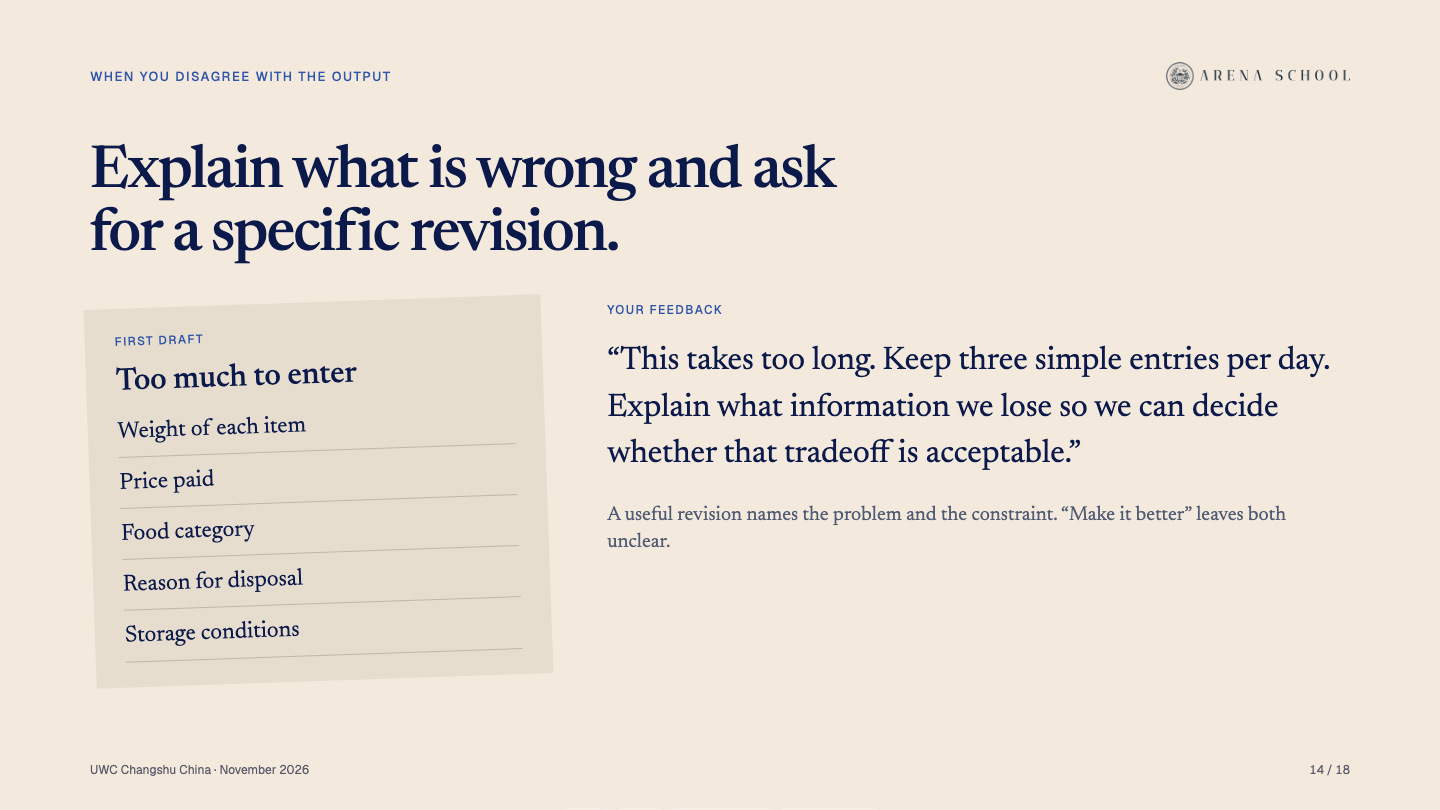 WHEN YOU DISAGREE WITH THE OUTPUT
ARENA SCHOOL
Explain what is wrong and ask
for a specific revision.
FIRST DRAFT
Too much to enter
Weight of each item
Price paid
Food category
Reason for disposal
Storage conditions
YOUR FEEDBACK
“This takes too long. Keep three simple entries per day.
Explain what information we lose so we can decide
whether that tradeoff is acceptable.”
A useful revision names the problem and the constraint. “Make it better” leaves both
unclear.
UWC Changshu China · November 2026
14 / 18